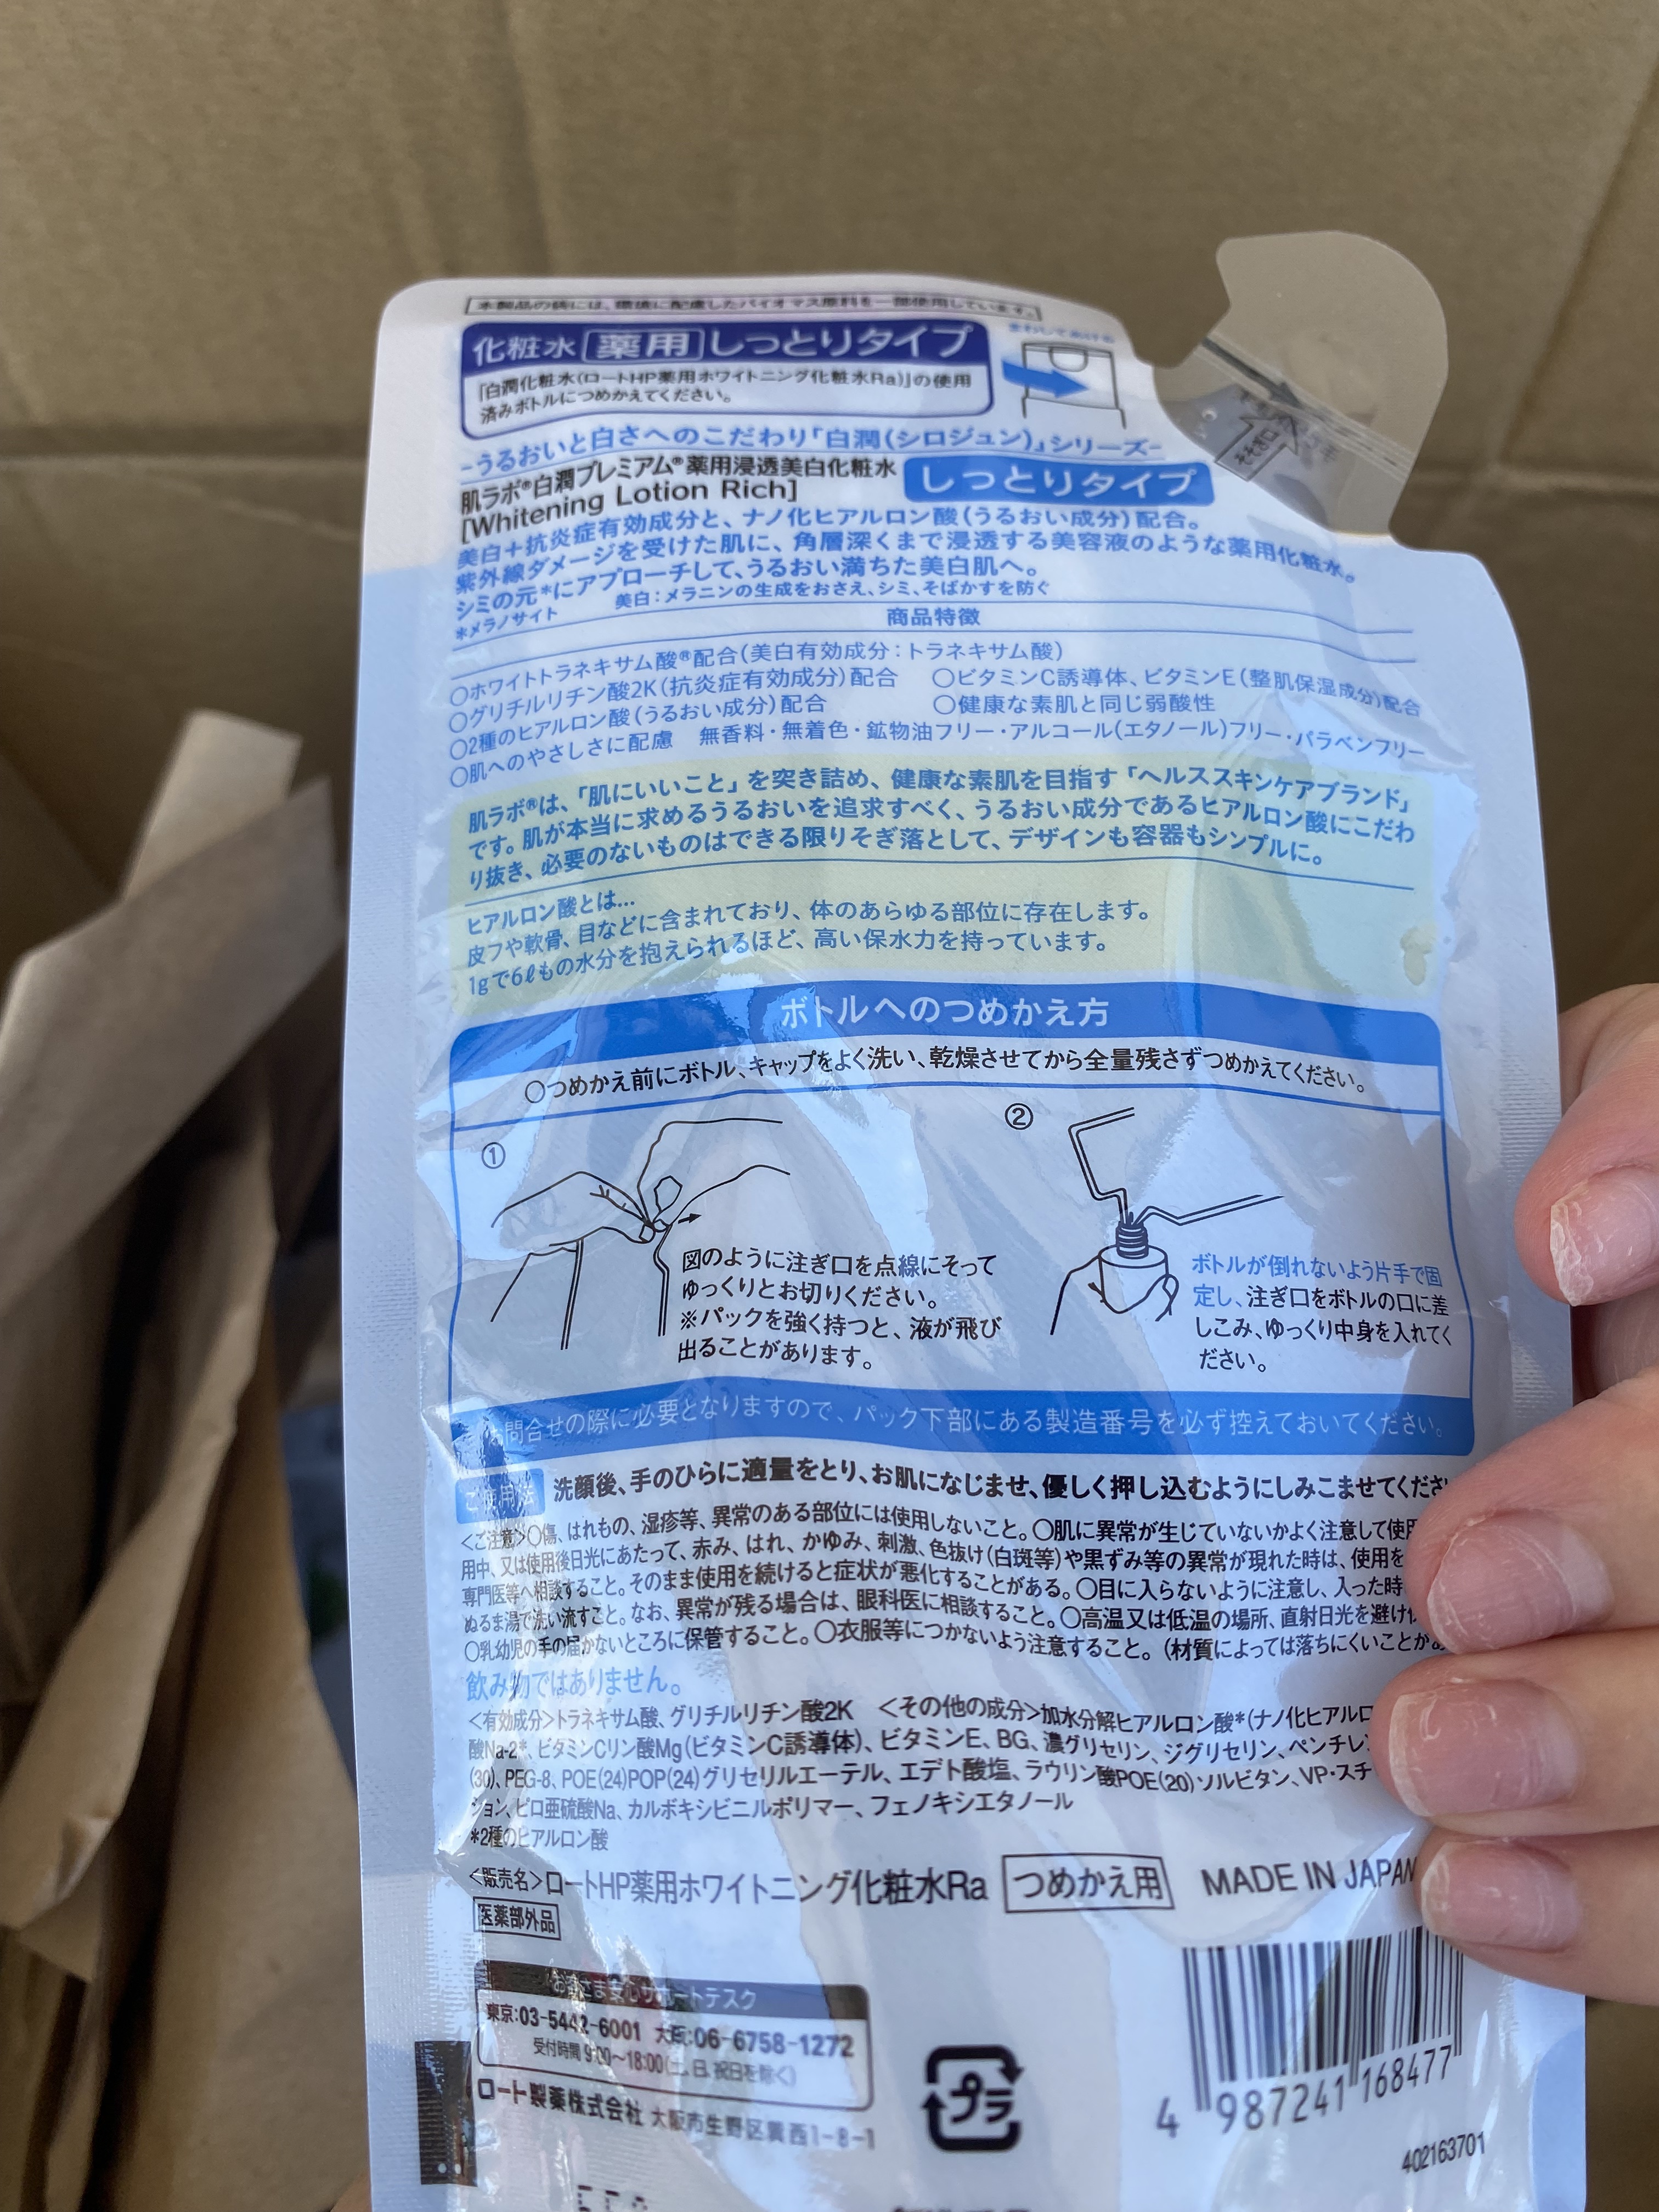 本製品の袋には、環境に配慮したバイオマス原料を一部使用しています。
化粧水 薬用 しっとりタイプ
「白潤化粧水(ロートHP薬用ホワイトニング化粧水Ra)」の使用
済みボトルにつめかえてください。
まわしてあける
そそぎ口
-うるおいと白さへのこだわり「白潤(シロジュン)」シリーズ-
肌ラボ®白潤プレミアム®薬用浸透美白化粧水
[Whitening Lotion Rich]
しっとりタイプ
美白+抗炎症有効成分と、ナノ化ヒアルロン酸(うるおい成分)配合。
紫外線ダメージを受けた肌に、角層深くまで浸透する美容液のような薬用化粧水。
シミの元*にアプローチして、うるおい満ちた美白肌へ。
*メラノサイト 美白:メラニンの生成をおさえ、シミ、そばかすを防ぐ
商品特徴
○ホワイトトラネキサム酸®配合(美白有効成分:トラネキサム酸)
○グリチルリチン酸2K(抗炎症有効成分)配合 ○ビタミンC誘導体、ビタミンE(整肌保湿成分)配合
○2種のヒアルロン酸(うるおい成分)配合 ○健康な素肌と同じ弱酸性
○肌へのやさしさに配慮 無香料・無着色・鉱物油フリー・アルコール(エタノール)フリー・パラベンフリー
肌ラボ®は、「肌にいいこと」を突き詰め、健康な素肌を目指す「ヘルススキンケアブランド」
です。肌が本当に求めるうるおいを追求すべく、うるおい成分であるヒアルロン酸にこだわ
り抜き、必要のないものはできる限りそぎ落として、デザインも容器もシンプルに。
ヒアルロン酸とは...
皮フや軟骨、目などに含まれており、体のあらゆる部位に存在します。
1gで6ℓもの水分を抱えられるほど、高い保水力を持っています。
ボトルへのつめかえ方
○つめかえ前にボトル、キャップをよく洗い、乾燥させてから全量残さずつめかえてください。
①
図のように注ぎ口を点線にそって
ゆっくりとお切りください。
※パックを強く持つと、液が飛び
出ることがあります。
②
ボトルが倒れないよう片手で固
定し、注ぎ口をボトルの口に差
しこみ、ゆっくり中身を入れてく
ださい。
問合せの際に必要となりますので、パック下部にある製造番号を必ず控えておいてください。
ご使用法 洗顔後、手のひらに適量をとり、お肌になじませ、優しく押し込むようにしみこませてくださ
<ご注意>○傷、はれもの、湿疹等、異常のある部位には使用しないこと。○肌に異常が生じていないかよく注意して使用
用中、又は使用後日光にあたって、赤み、はれ、かゆみ、刺激、色抜け(白斑等)や黒ずみ等の異常が現れた時は、使用を
専門医等へ相談すること。そのまま使用を続けると症状が悪化することがある。○目に入らないように注意し、入った時
ぬるま湯で洗い流すこと。なお、異常が残る場合は、眼科医に相談すること。○高温又は低温の場所、直射日光を避け
○乳幼児の手の届かないところに保管すること。○衣服等につかないよう注意すること。(材質によっては落ちにくいことが
飲み物ではありません。
<有効成分>トラネキサム酸、グリチルリチン酸2K <その他の成分>加水分解ヒアルロン酸*(ナノ化ヒアルロ
酸Na-2*、ビタミンCリン酸Mg(ビタミンC誘導体)、ビタミンE、BG、濃グリセリン、ジグリセリン、ペンチレ
(30)、PEG-8、POE(24)POP(24)グリセリルエーテル、エデト酸塩、ラウリン酸POE(20)ソルビタン、VP・スチ
ション、ピロ亜硫酸Na、カルボキシビニルポリマー、フェノキシエタノール
*2種のヒアルロン酸
<販売名>ロートHP薬用ホワイトニング化粧水Ra つめかえ用 MADE IN JAPAN
医薬部外品
お客さま安心サポートデスク
東京:03-5442-6001 大阪:06-6758-1272
受付時間 9:00~18:00(土、日、祝日を除く)
ロート製薬株式会社 大阪市生野区巽西1-8-1
プラ
4 987241 168477
402163701